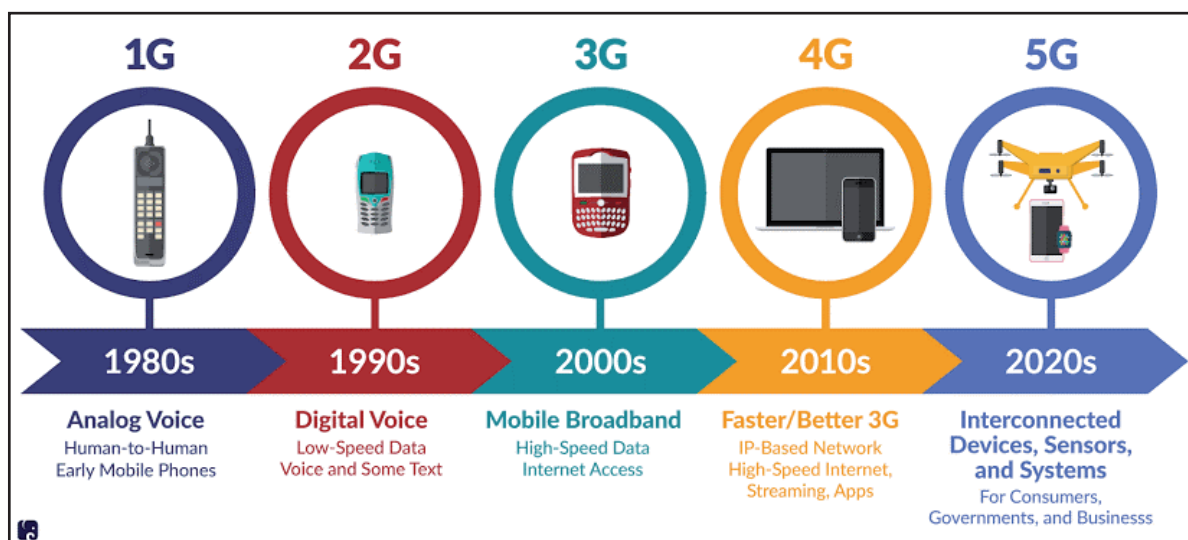 1G
2G
3G
4G
5G
1980s
1990s
2000s
2010s
2020s
Analog Voice
Human-to-Human
Early Mobile Phones
Digital Voice
Low-Speed Data
Voice and Some Text
Mobile Broadband
High-Speed Data
Internet Access
Faster/Better 3G
IP-Based Network
High-Speed Internet,
Streaming, Apps
Interconnected
Devices, Sensors,
and Systems
For Consumers,
Governments, and Businesss